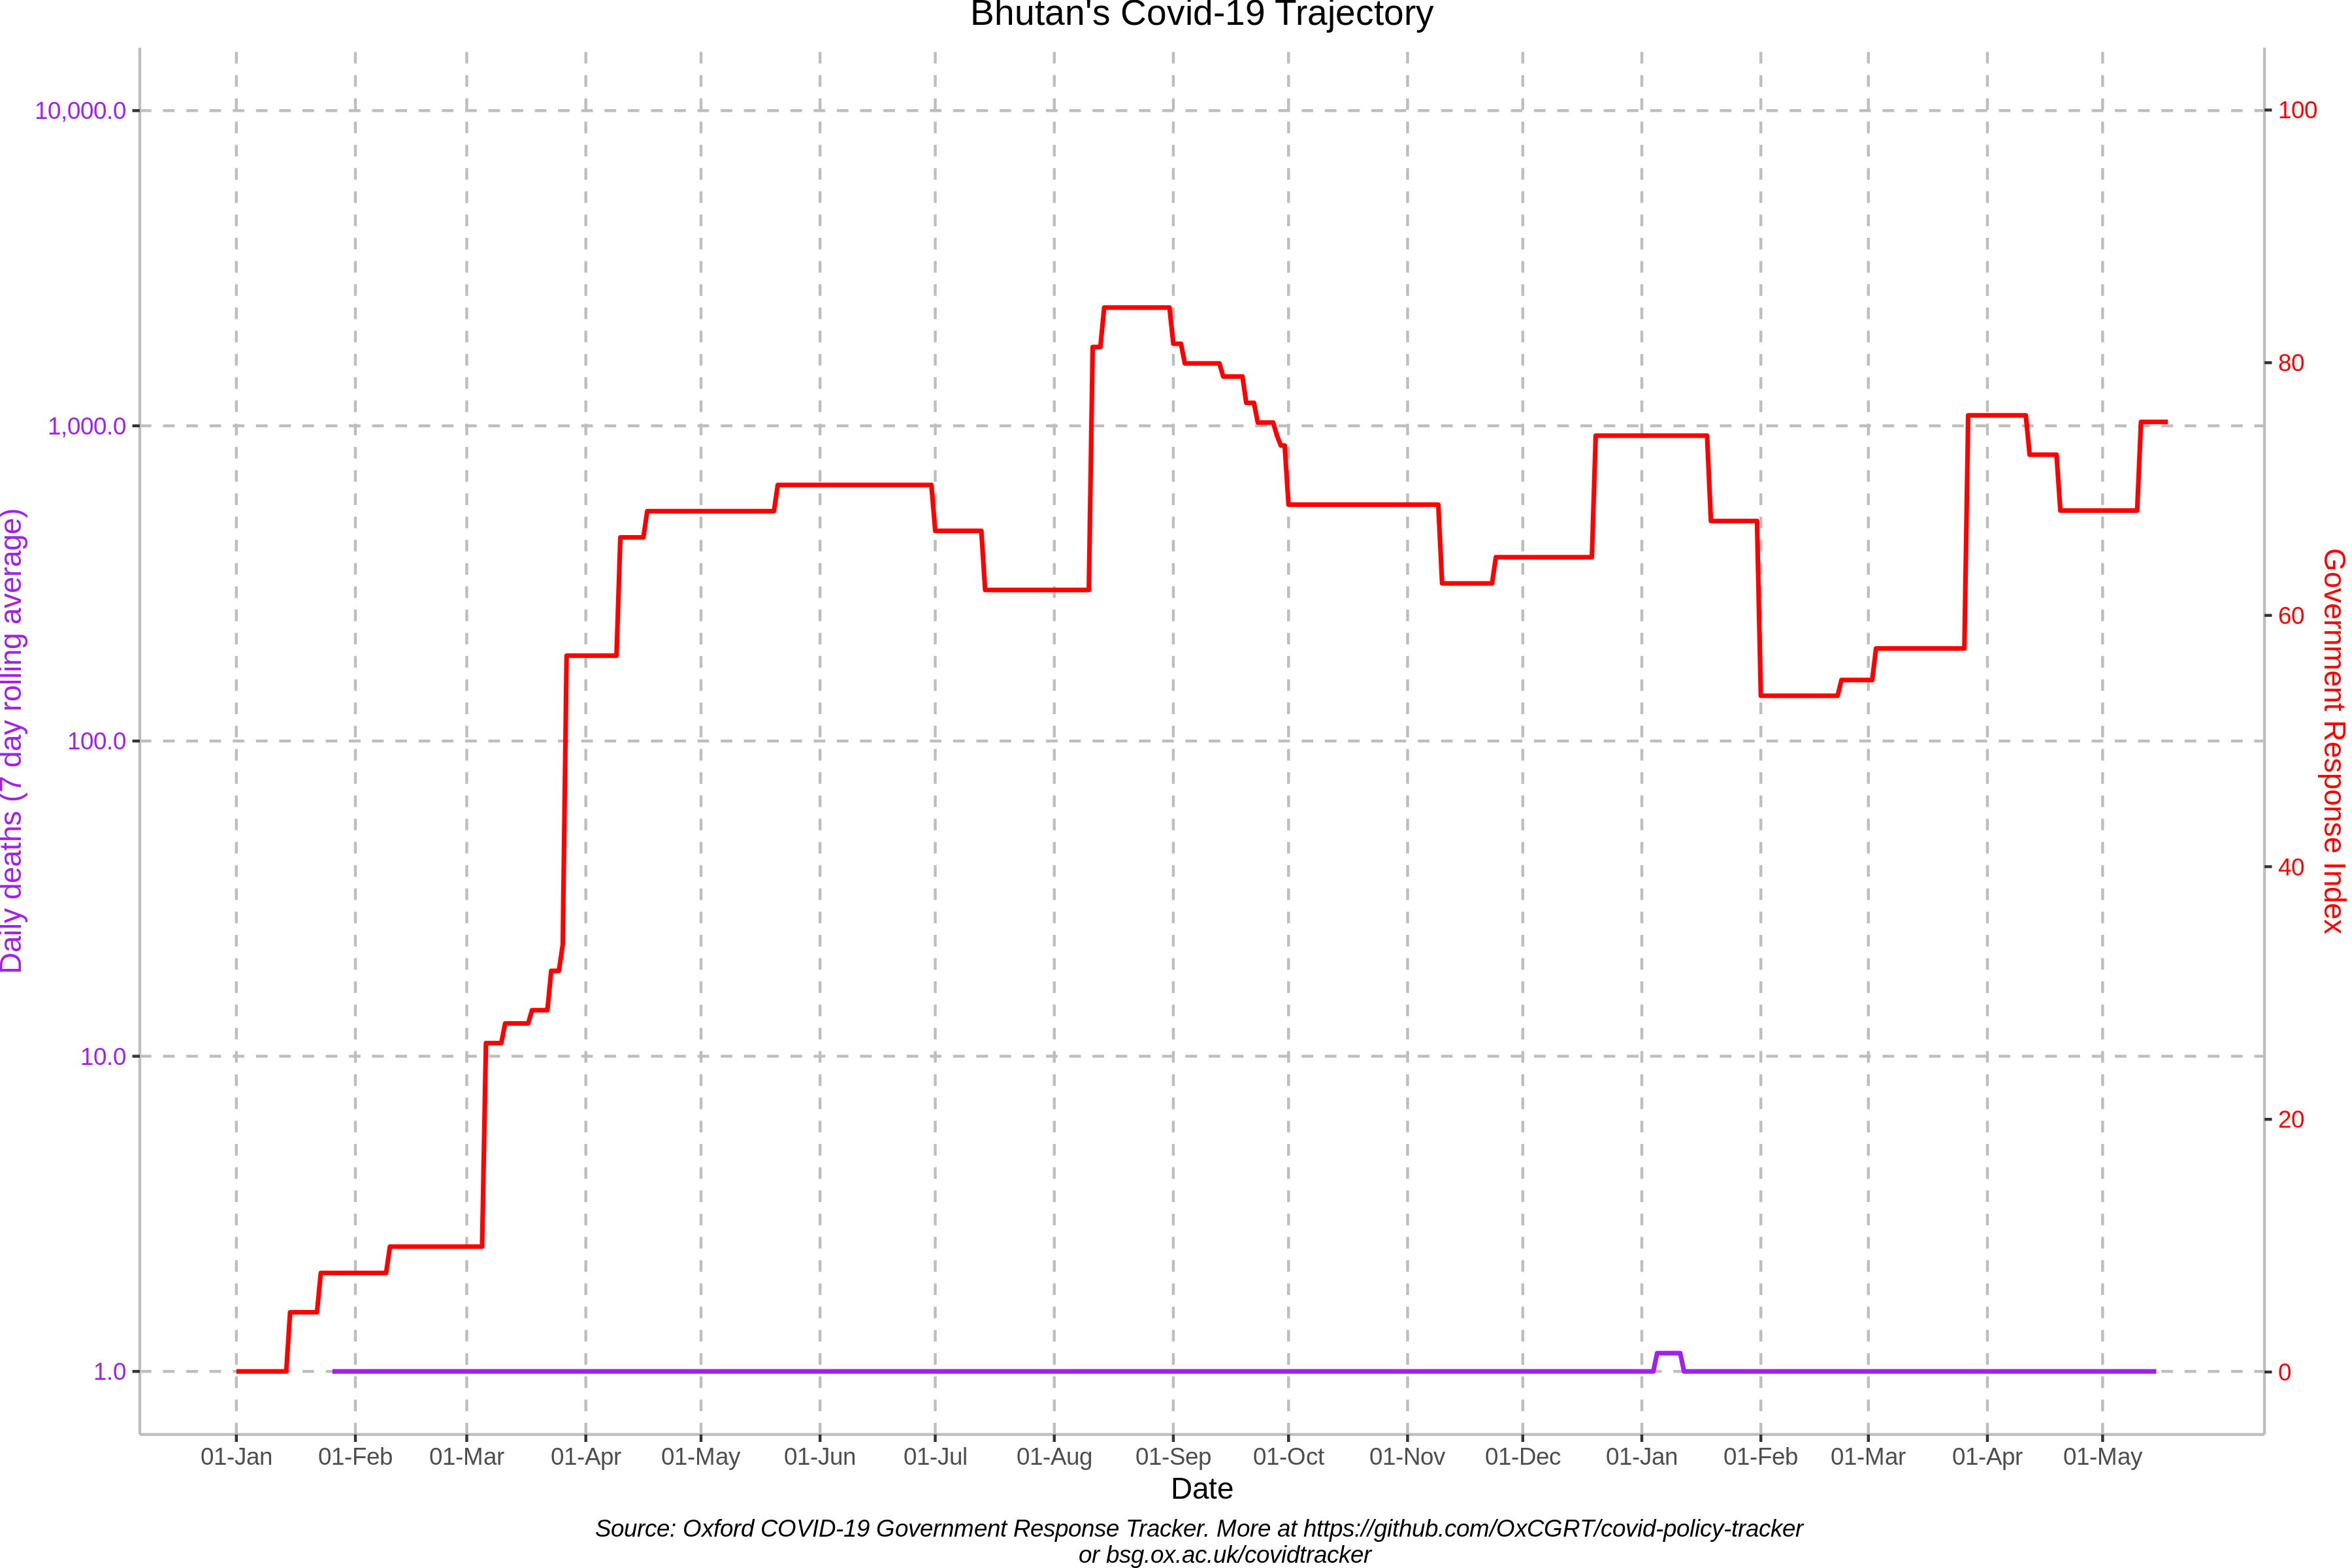 Bhutan's Covid-19 Trajectory
10,000.0
1,000.0
100.0
10.0
1.0
Daily deaths (7 day rolling average)
100
80
60
40
20
0
Government Response Index
01-Jan 01-Feb 01-Mar 01-Apr 01-May 01-Jun 01-Jul 01-Aug 01-Sep 01-Oct 01-Nov 01-Dec 01-Jan 01-Feb 01-Mar 01-Apr 01-May
Date
Source: Oxford COVID-19 Government Response Tracker. More at https://github.com/OxCGRT/covid-policy-tracker
or bsg.ox.ac.uk/covidtracker